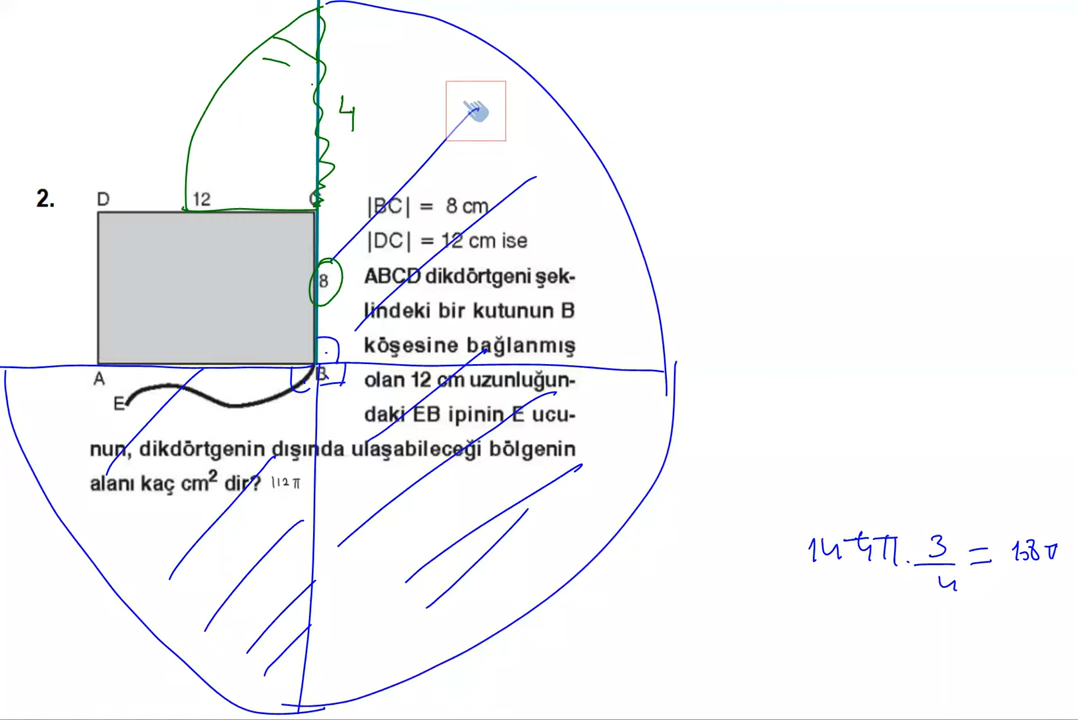 4
2.
D 12 C
|BC| = 8 cm
|DC| = 12 cm ise
8
ABCD dikdörtgeni şek-
lindeki bir kutunun B
köşesine bağlanmış
A B
olan 12 cm uzunluğun-
E
daki EB ipinin E ucu-
nun, dikdörtgenin dışında ulaşabileceği bölgenin
alanı kaç cm² dir? 112π
144π · 3/4 =